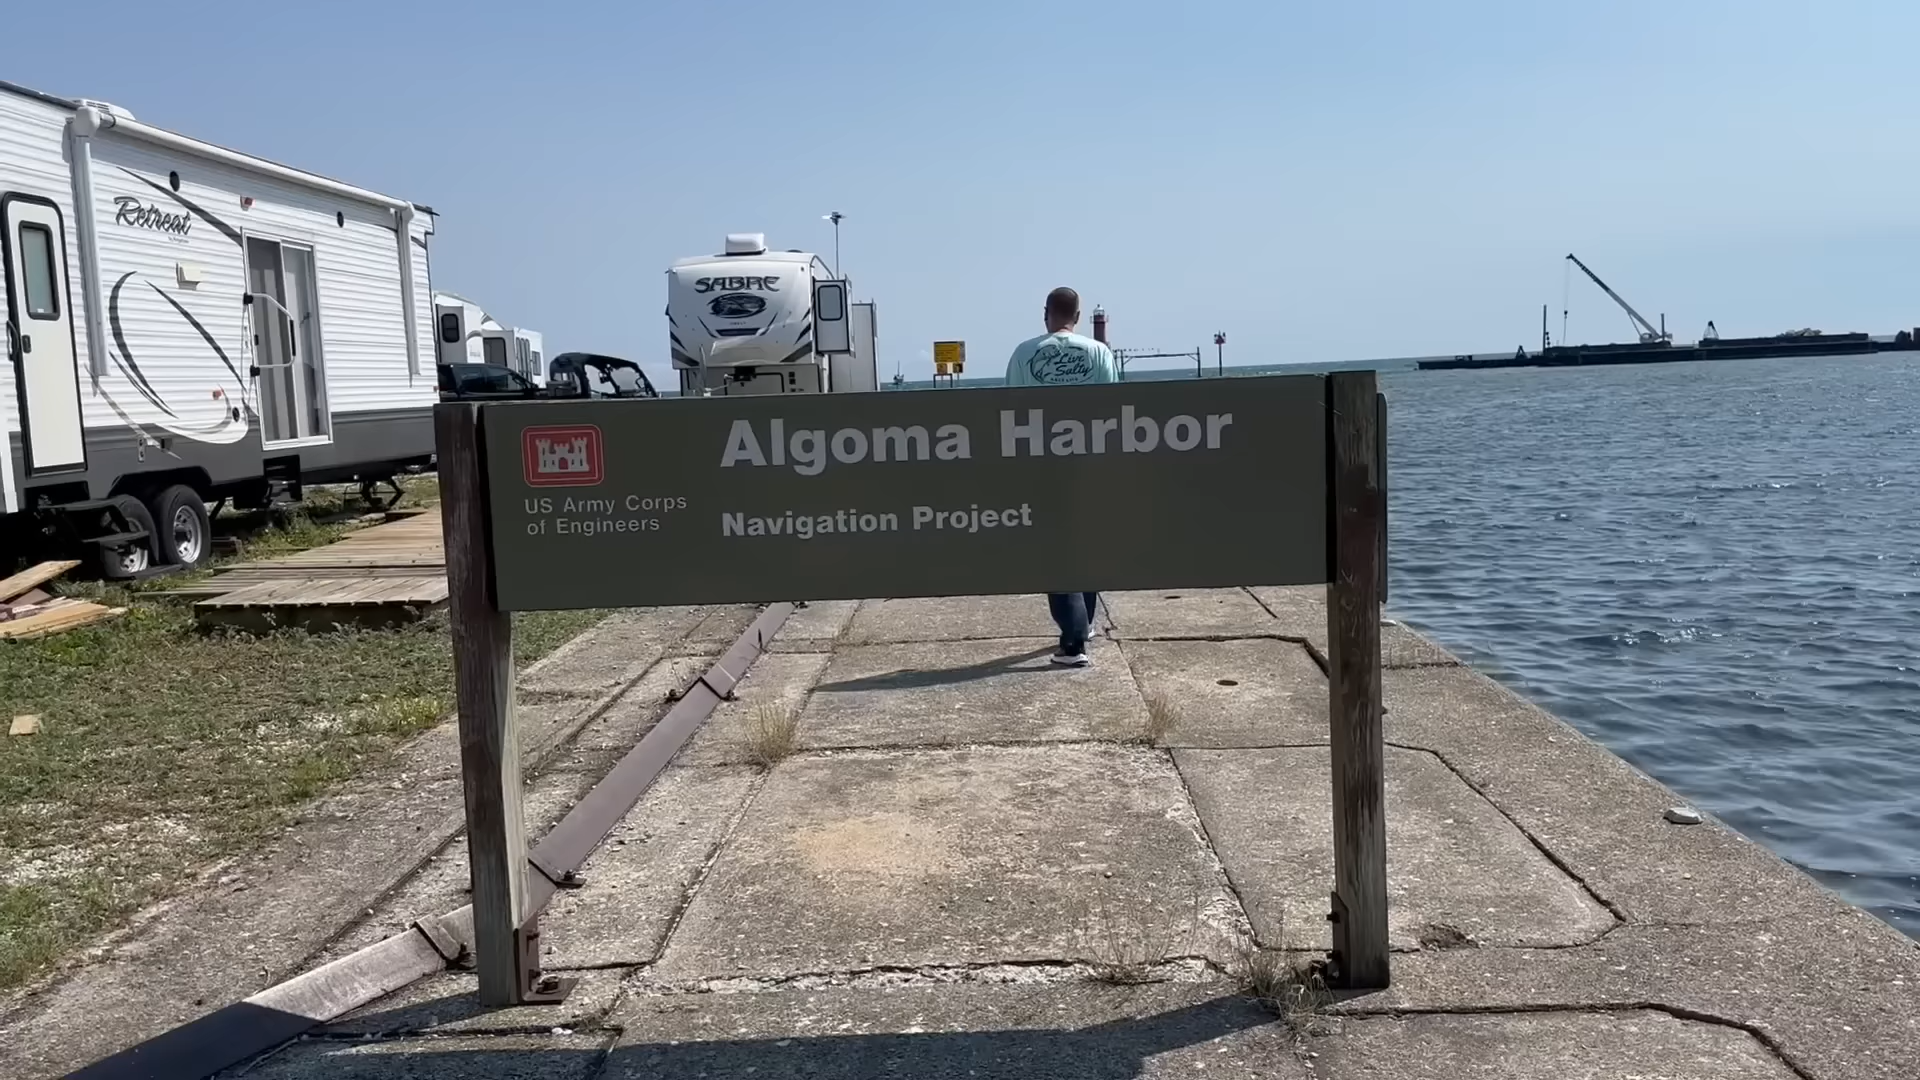 Retreat
SABRE
Live
Salty
Algoma Harbor
US Army Corps
of Engineers
Navigation Project